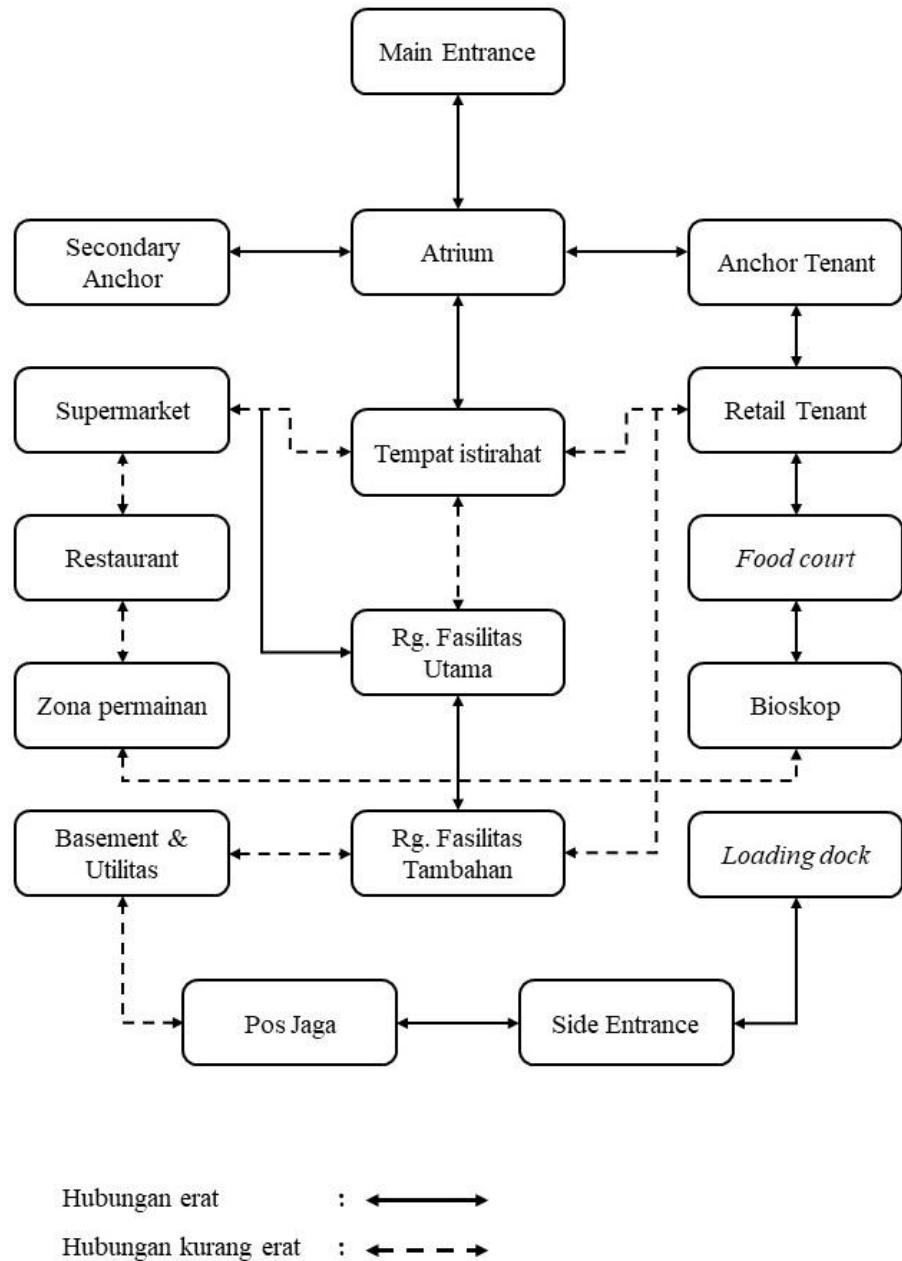 Main Entrance
Secondary
Anchor
Atrium
Anchor Tenant
Supermarket
Tempat istirahat
Retail Tenant
Restaurant
Food court
Rg. Fasilitas
Utama
Zona permainan
Bioskop
Basement &
Utilitas
Rg. Fasilitas
Tambahan
Loading dock
Pos Jaga
Side Entrance
Hubungan erat :
Hubungan kurang erat :